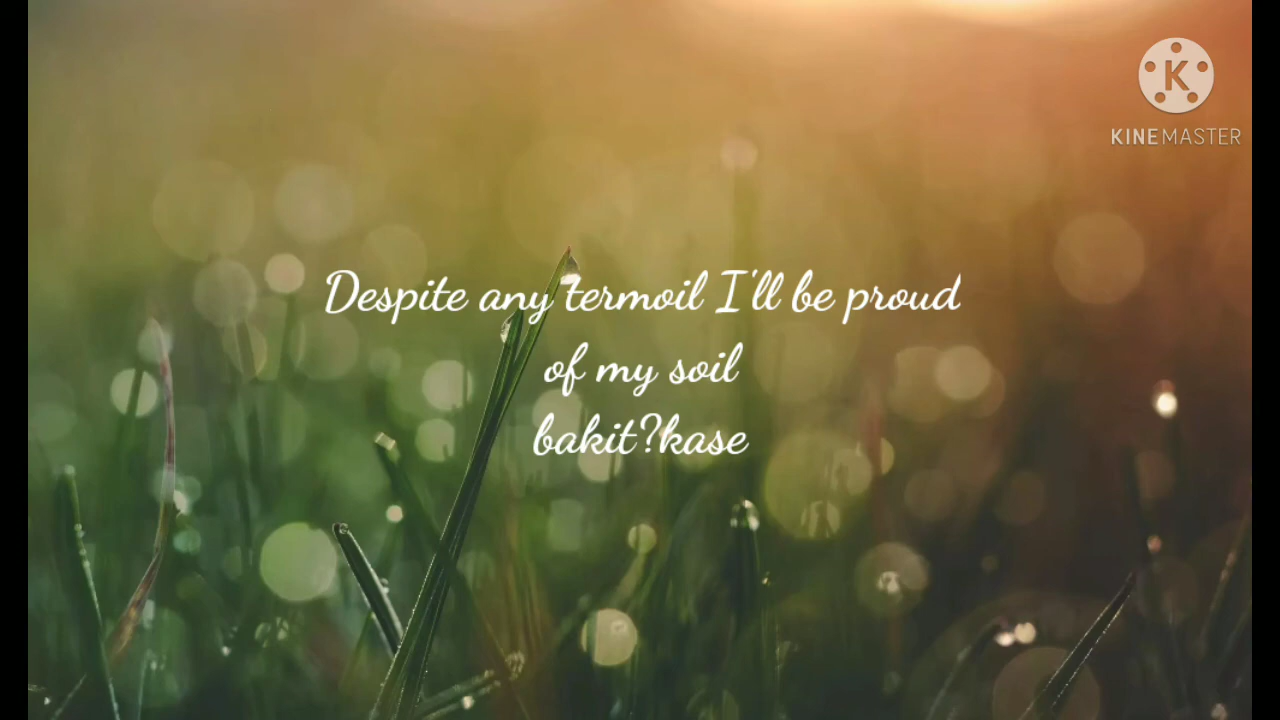 K
KINEMASTER
Despite any termoil I'll be proud
of my soil
bakit?kase